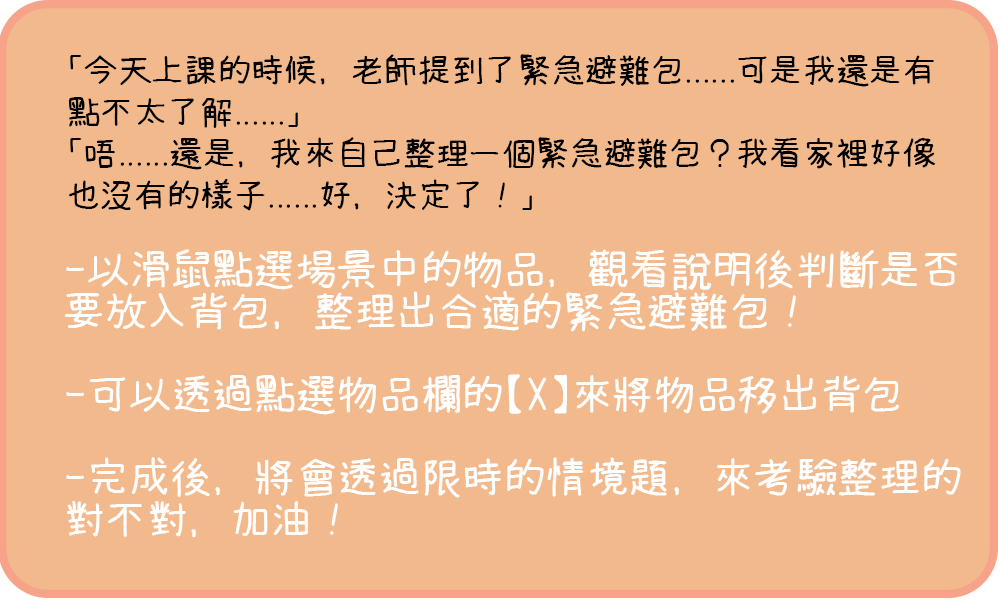 「今天上課的時候，老師提到了緊急避難包......可是我還是有
點不太了解......」
「唔......還是，我來自己整理一個緊急避難包？我看家裡好像
也沒有的樣子......好，決定了！」
-以滑鼠點選場景中的物品，觀看說明後判斷是否
要放入背包，整理出合適的緊急避難包！
-可以透過點選物品欄的【X】來將物品移出背包
-完成後，將會透過限時的情境題，來考驗整理的
對不對，加油！